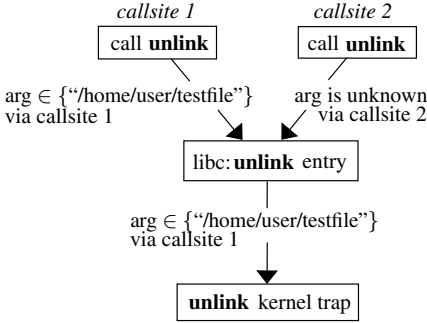 callsite 1
callsite 2
call unlink
call unlink
arg ∈ {“/home/user/testfile”}
via callsite 1
arg is unknown
via callsite 2
libc:unlink entry
arg ∈ {“/home/user/testfile”}
via callsite 1
unlink kernel trap